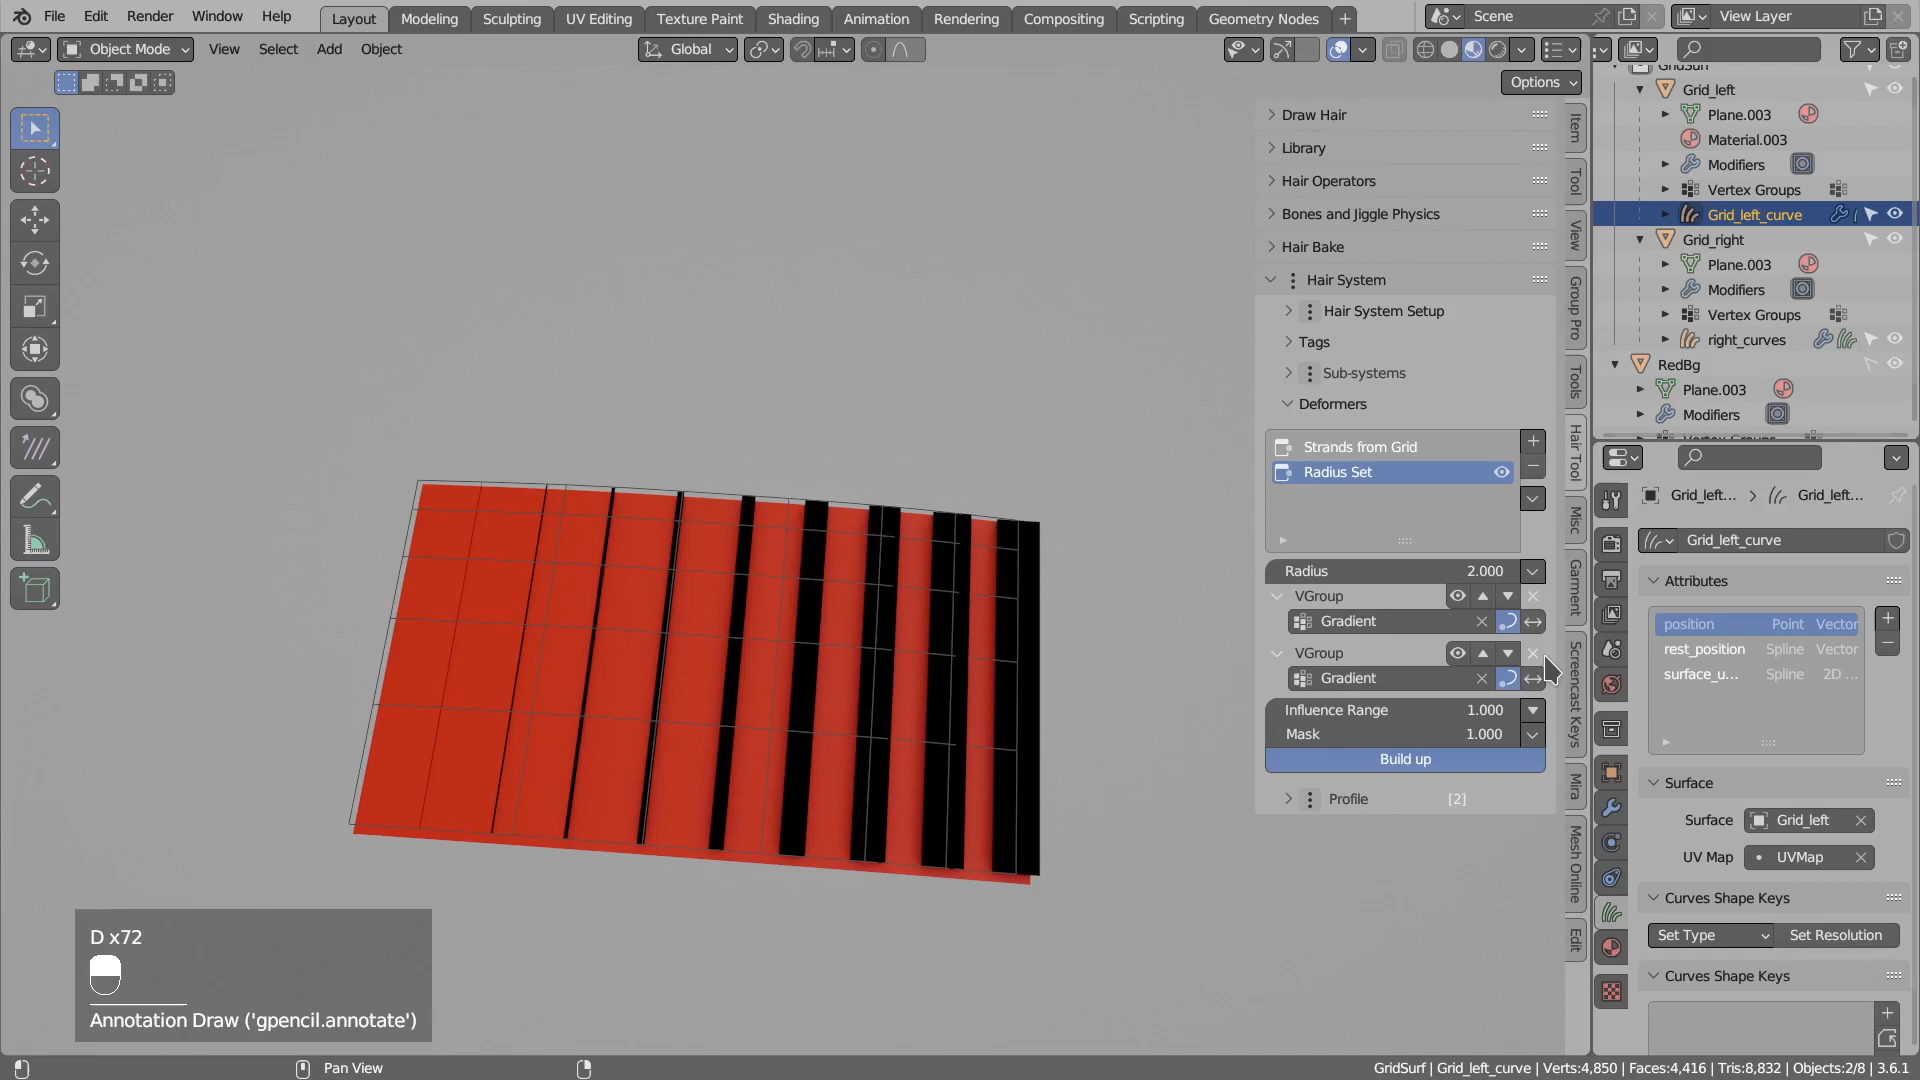 File Edit Render Window Help
Layout Modeling Sculpting UV Editing Texture Paint Shading Animation Rendering Compositing Scripting Geometry Nodes +
Scene
View Layer
Object Mode View Select Add Object
Global
Options
Draw Hair
Library
Hair Operators
Bones and Jiggle Physics
Hair Bake
Hair System
Hair System Setup
Tags
Sub-systems
Deformers
Strands from Grid
Radius Set
Radius 2.000
VGroup
Gradient
VGroup
Gradient
Influence Range 1.000
Mask 1.000
Build up
Profile [2]
Item
Tool
View
Group Pro
Tools
Hair Tool
Misc
Garment
Screencast Keys
Mira
Mesh Online
Edit
GridSurf
Grid_left
Plane.003
Material.003
Modifiers
Vertex Groups
Grid_left_curve
Grid_right
Plane.003
Modifiers
Vertex Groups
right_curves
RedBg
Plane.003
Modifiers
Grid_left... > Grid_left...
Grid_left_curve
Attributes
position Point Vector
rest_position Spline Vector
surface_u... Spline 2D ...
Surface
Surface Grid_left
UV Map UVMap
Curves Shape Keys
Set Type Set Resolution
Curves Shape Keys
D x72
Annotation Draw ('gpencil.annotate')
Pan View
GridSurf | Grid_left_curve | Verts:4,850 | Faces:4,416 | Tris:8,832 | Objects:2/8 | 3.6.1